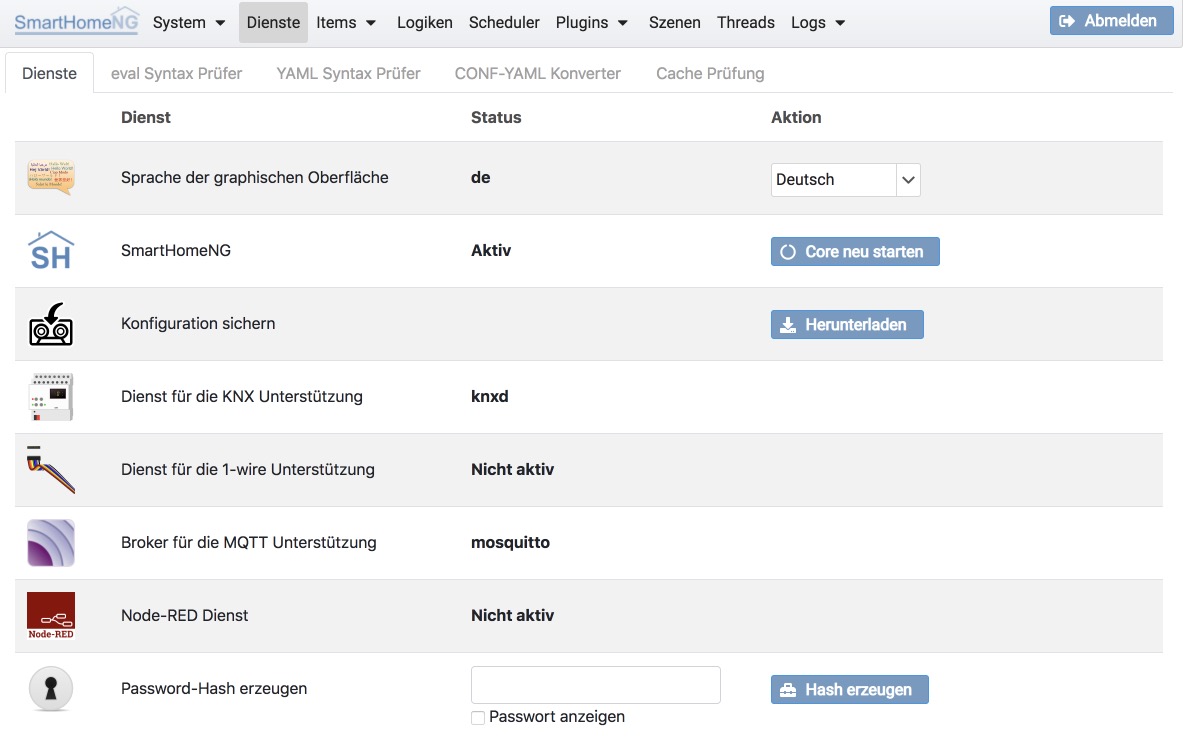 SmartHomeNG System Dienste Items Logiken Scheduler Plugins Szenen Threads Logs Abmelden
Dienste eval Syntax Prüfer YAML Syntax Prüfer CONF-YAML Konverter Cache Prüfung
Dienst Status Aktion
Sprache der graphischen Oberfläche de Deutsch
SH SmartHomeNG Aktiv Core neu starten
Konfiguration sichern Herunterladen
Dienst für die KNX Unterstützung knxd
Dienst für die 1-wire Unterstützung Nicht aktiv
Broker für die MQTT Unterstützung mosquitto
Node-RED Dienst Nicht aktiv
Node-RED
Password-Hash erzeugen Hash erzeugen
Passwort anzeigen